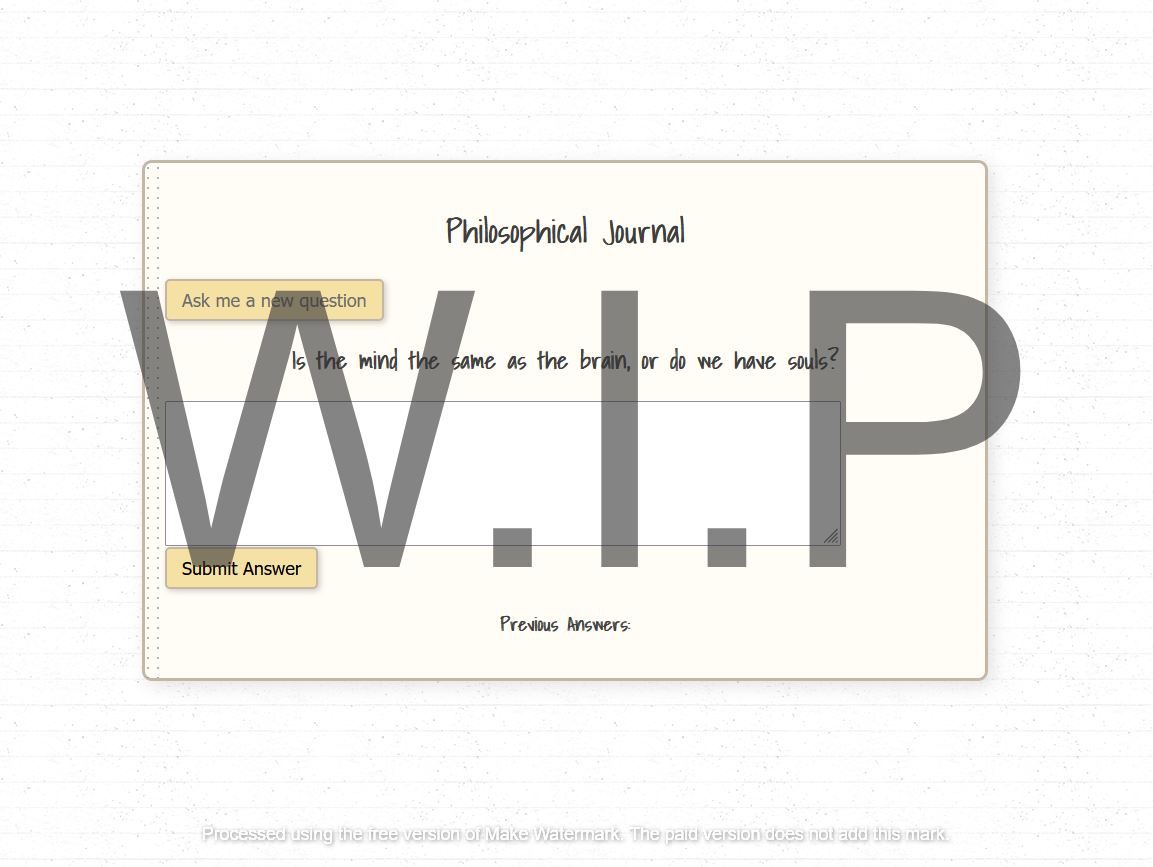 Philosophical Journal
Ask me a new question
Is the mind the same as the brain, or do we have souls?
W.I.P
Submit Answer
Previous Answers:
Processed using the free version of Make Watermark. The paid version does not add this mark.